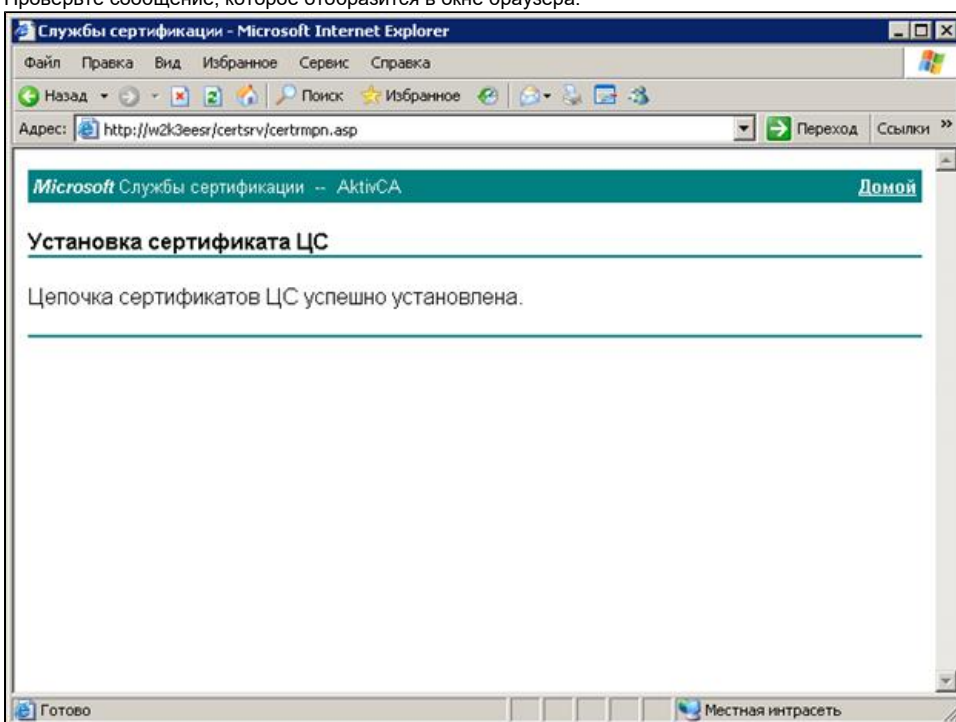 Проверьте сообщение, которое отобразится в окне браузера:
Службы сертификации - Microsoft Internet Explorer
Файл Правка Вид Избранное Сервис Справка
Назад Поиск Избранное
Адрес: http://w2k3eesr/certsrv/certrmpn.asp Переход Ссылки »
Microsoft Службы сертификации -- AktivCA Домой
Установка сертификата ЦС
Цепочка сертификатов ЦС успешно установлена.
Готово Местная интрасеть